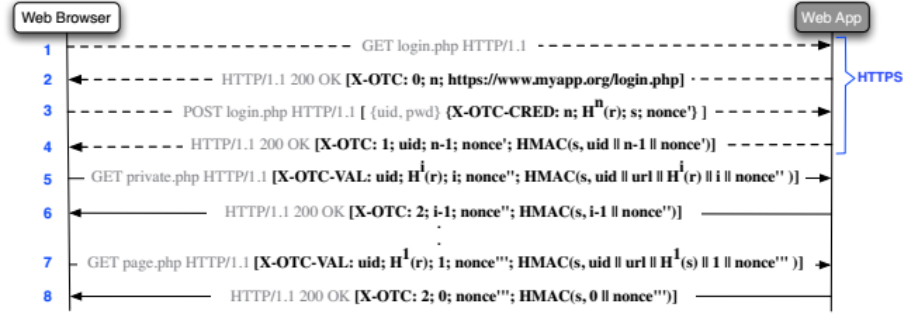 Web Browser
Web App
1 GET login.php HTTP/1.1
2 HTTP/1.1 200 OK [X-OTC: 0; n; https://www.myapp.org/login.php]
HTTPS
3 POST login.php HTTP/1.1 [ {uid, pwd} {X-OTC-CRED: n; H^n(r); s; nonce'} ]
4 HTTP/1.1 200 OK [X-OTC: 1; uid; n-1; nonce'; HMAC(s, uid || n-1 || nonce')]
5 GET private.php HTTP/1.1 [X-OTC-VAL: uid; H^i(r); i; nonce''; HMAC(s, uid || url || H^i(r) || i || nonce'' )]
6 HTTP/1.1 200 OK [X-OTC: 2; i-1; nonce''; HMAC(s, i-1 || nonce'')]
7 GET page.php HTTP/1.1 [X-OTC-VAL: uid; H^1(r); 1; nonce'''; HMAC(s, uid || url || H^1(s) || 1 || nonce''' )]
8 HTTP/1.1 200 OK [X-OTC: 2; 0; nonce'''; HMAC(s, 0 || nonce''')]